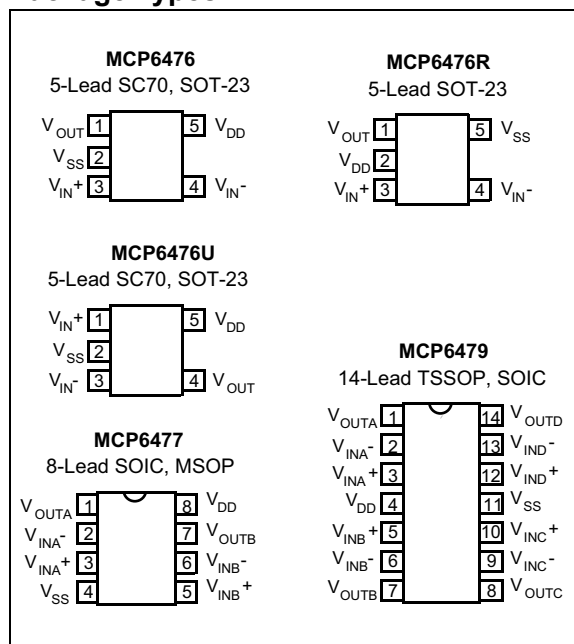 MCP6476
5-Lead SC70, SOT-23
VOUT 1 5 VDD
VSS 2
VIN+ 3 4 VIN-
MCP6476R
5-Lead SOT-23
VOUT 1 5 VSS
VDD 2
VIN+ 3 4 VIN-
MCP6476U
5-Lead SC70, SOT-23
VIN+ 1 5 VDD
VSS 2
VIN- 3 4 VOUT
MCP6477
8-Lead SOIC, MSOP
VOUTA 1 8 VDD
VINA- 2 7 VOUTB
VINA+ 3 6 VINB-
VSS 4 5 VINB+
MCP6479
14-Lead TSSOP, SOIC
VOUTA 1 14 VOUTD
VINA- 2 13 VIND-
VINA+ 3 12 VIND+
VDD 4 11 VSS
VINB+ 5 10 VINC+
VINB- 6 9 VINC-
VOUTB 7 8 VOUTC